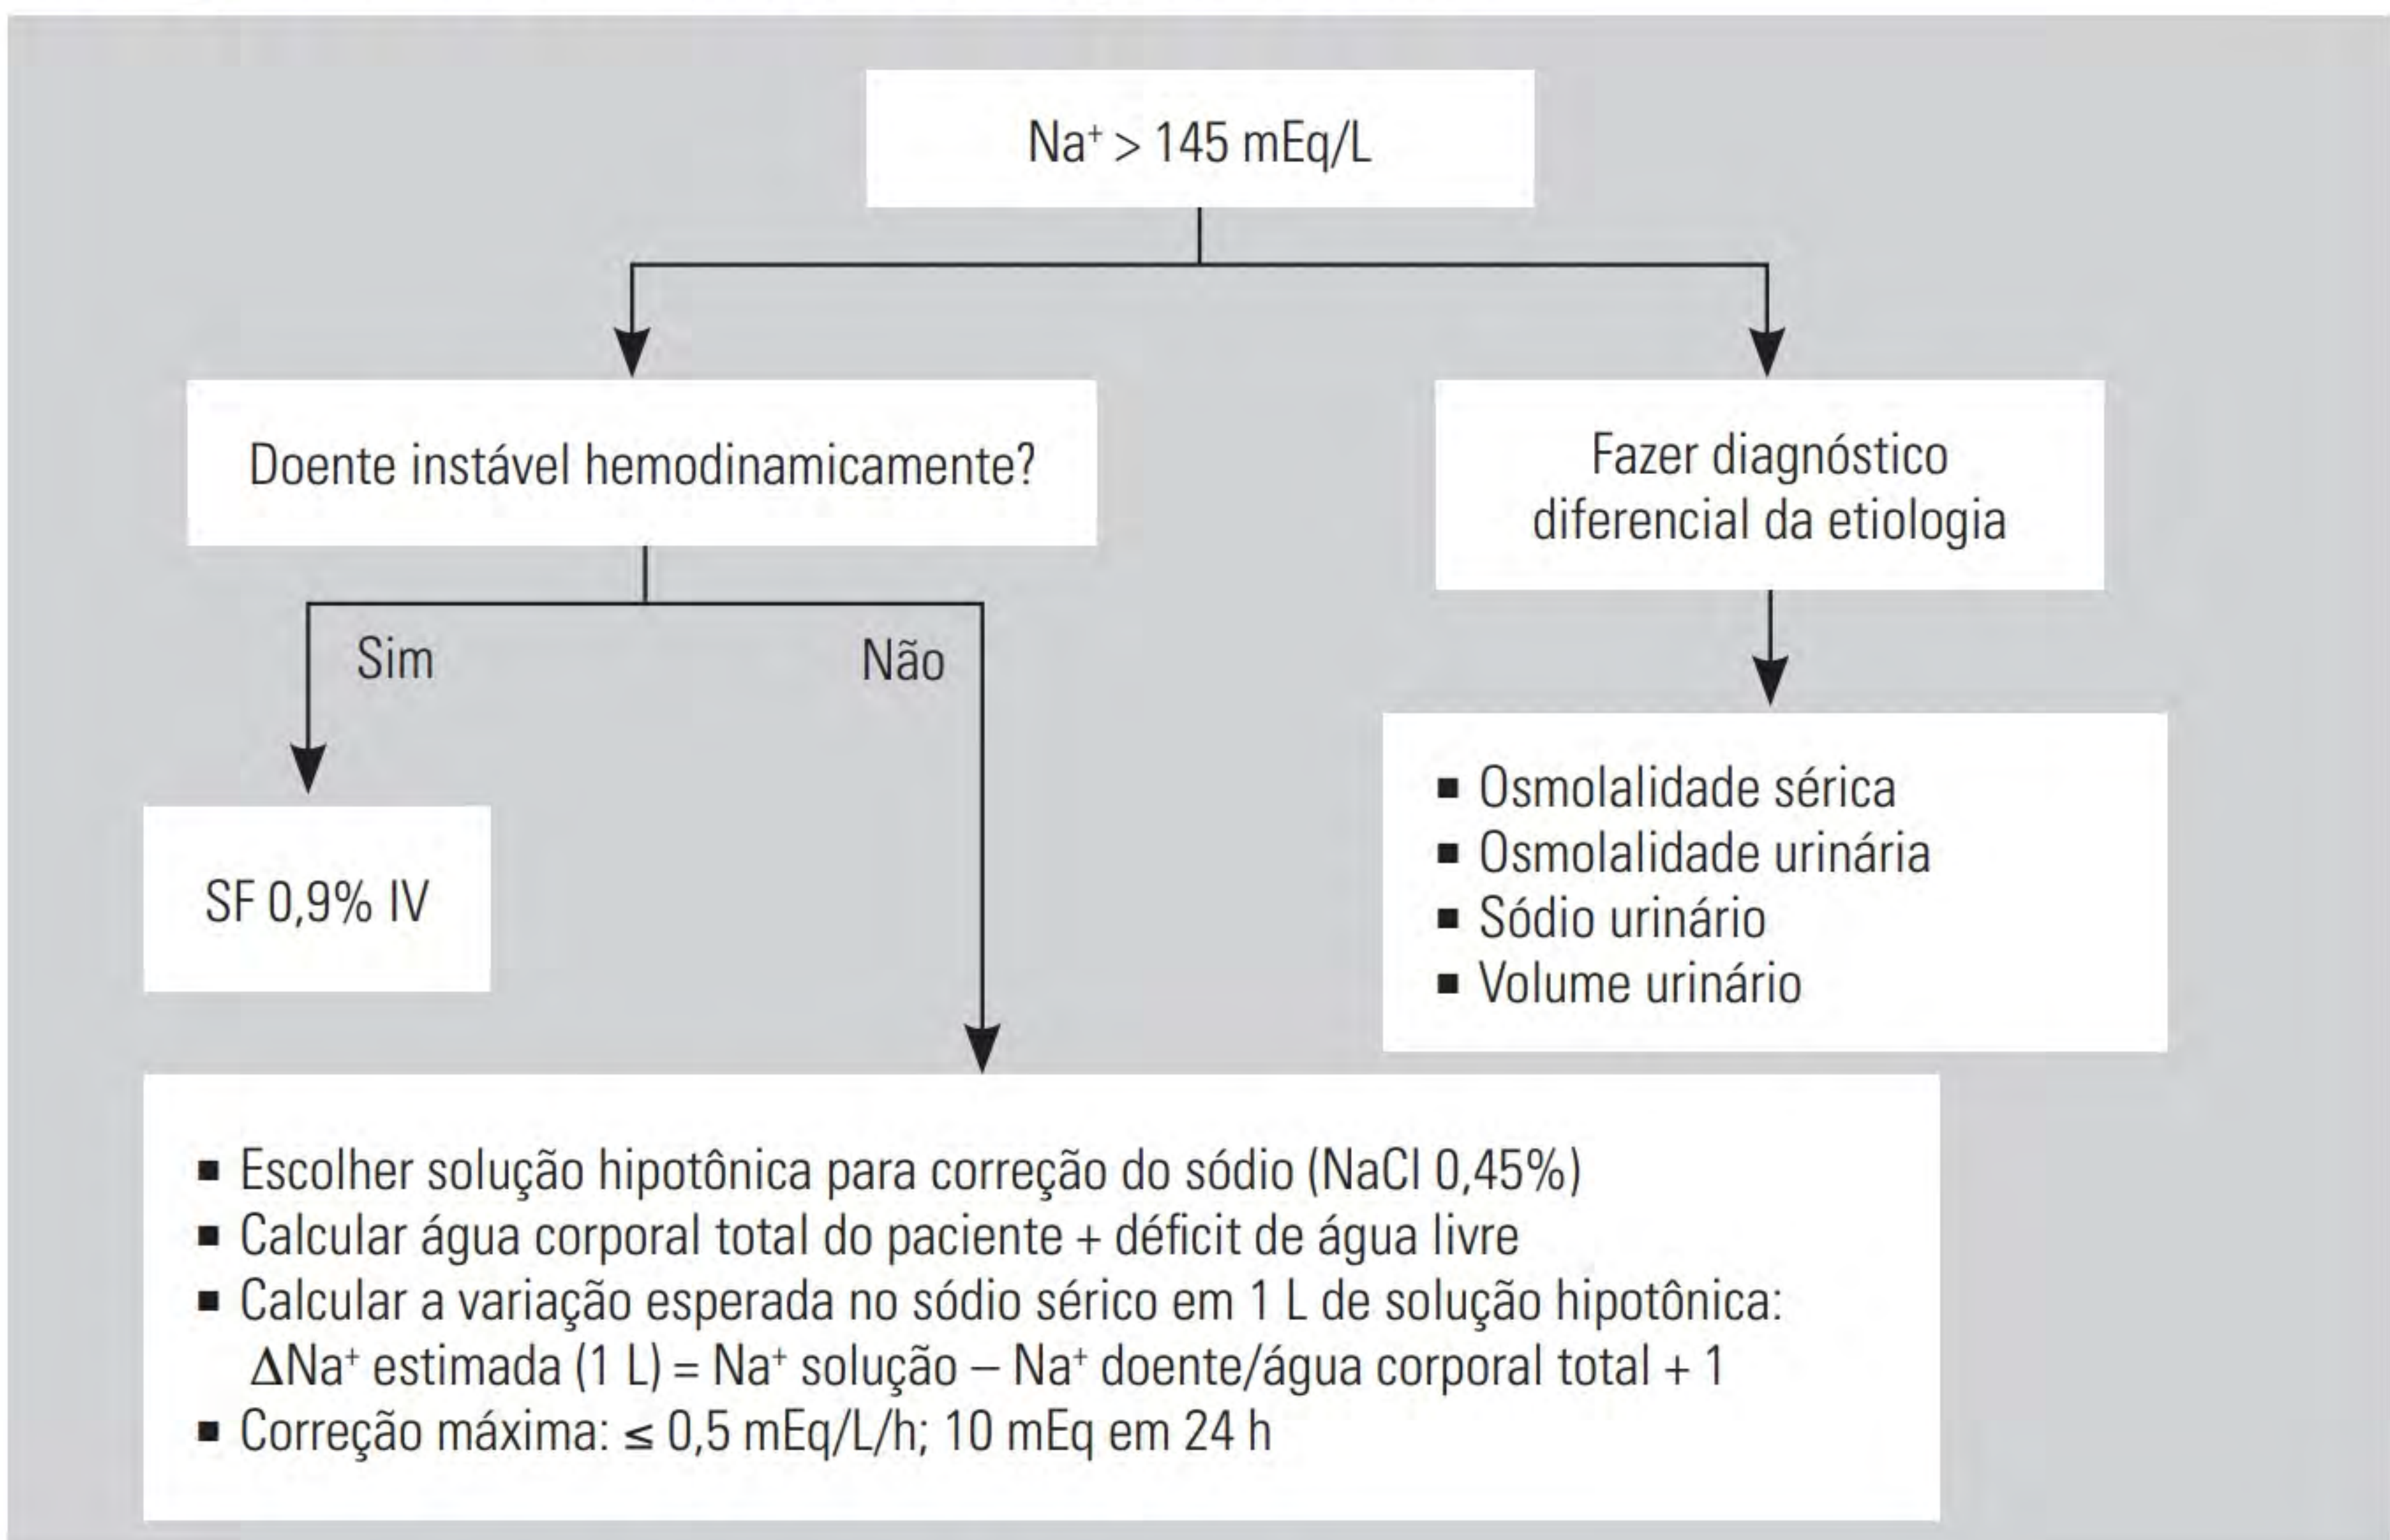 Na⁺ > 145 mEq/L
Doente instável hemodinamicamente?
Sim
Não
SF 0,9% IV
▪ Escolher solução hipotônica para correção do sódio (NaCl 0,45%)
▪ Calcular água corporal total do paciente + déficit de água livre
▪ Calcular a variação esperada no sódio sérico em 1 L de solução hipotônica:
ΔNa⁺ estimada (1 L) = Na⁺ solução – Na⁺ doente/água corporal total + 1
▪ Correção máxima: ≤ 0,5 mEq/L/h; 10 mEq em 24 h
Fazer diagnóstico
diferencial da etiologia
▪ Osmolalidade sérica
▪ Osmolalidade urinária
▪ Sódio urinário
▪ Volume urinário